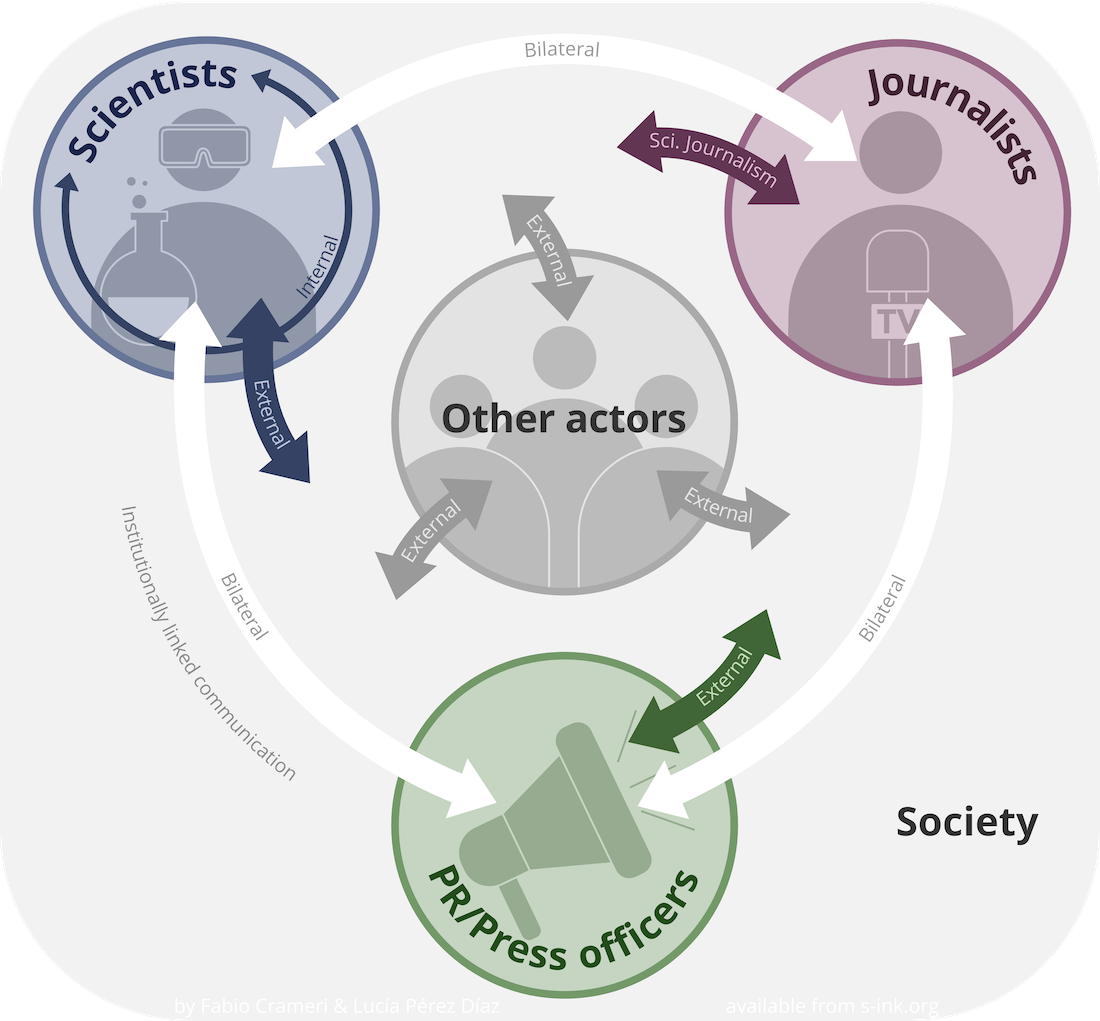 Bilateral
Scientists
Journalists
Sci. Journalism
External
Internal
TV
External
Other actors
External
External
Institutionally linked communication
Bilateral
Bilateral
External
Society
PR/Press officers
by Fabio Crameri & Lucía Pérez Díaz
available from s-ink.org